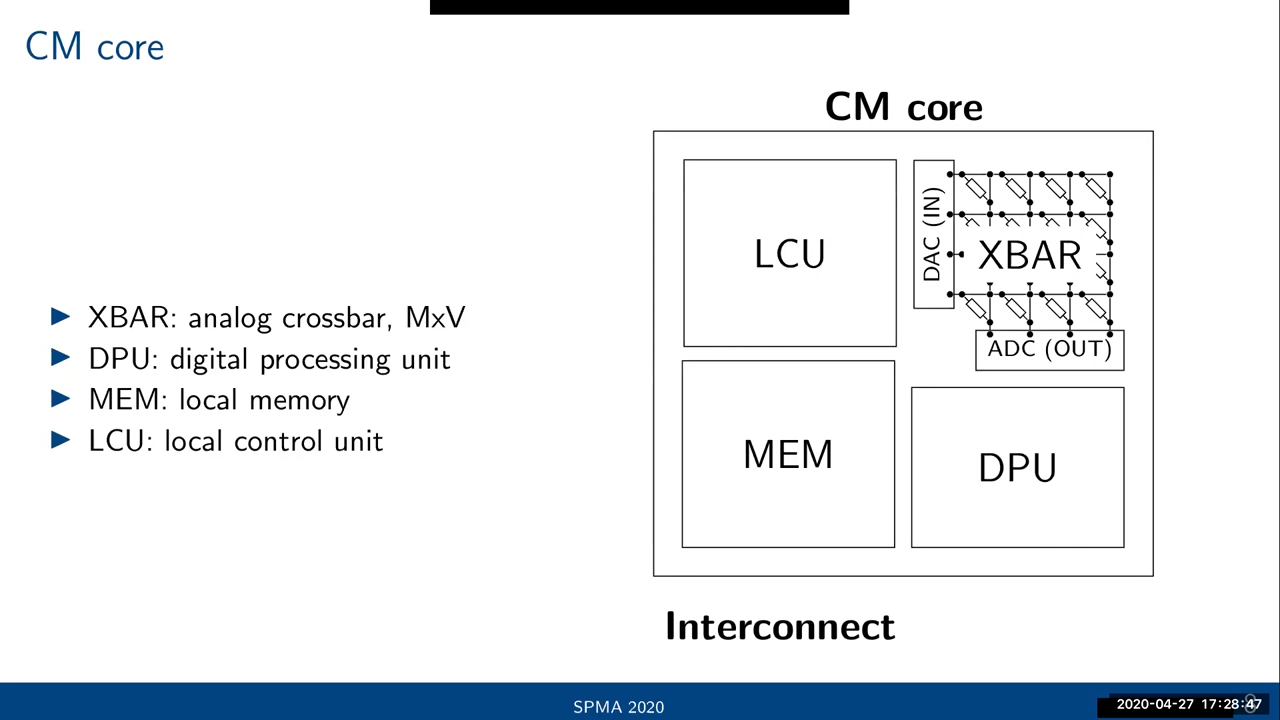 CM core
XBAR: analog crossbar, MxV
DPU: digital processing unit
MEM: local memory
LCU: local control unit
CM core
LCU
DAC (IN)
XBAR
ADC (OUT)
MEM
DPU
Interconnect
SPMA 2020
2020-04-27 17:28:47